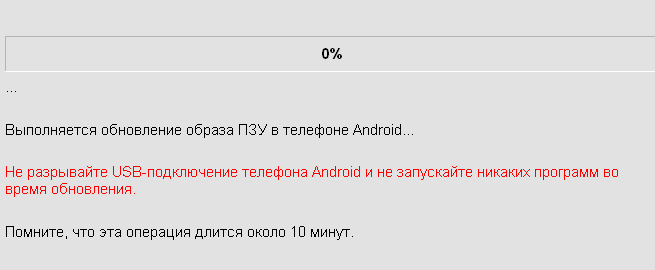 0%
...
Выполняется обновление образа ПЗУ в телефоне Android...
Не разрывайте USB-подключение телефона Android и не запускайте никаких программ во
время обновления.
Помните, что эта операция длится около 10 минут.